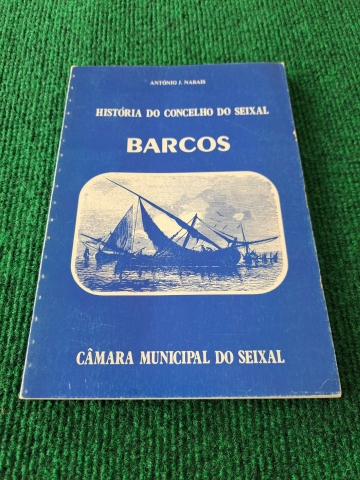 ANTÓNIO J. NABAIS
HISTÓRIA DO CONCELHO DO SEIXAL
BARCOS
CÂMARA MUNICIPAL DO SEIXAL